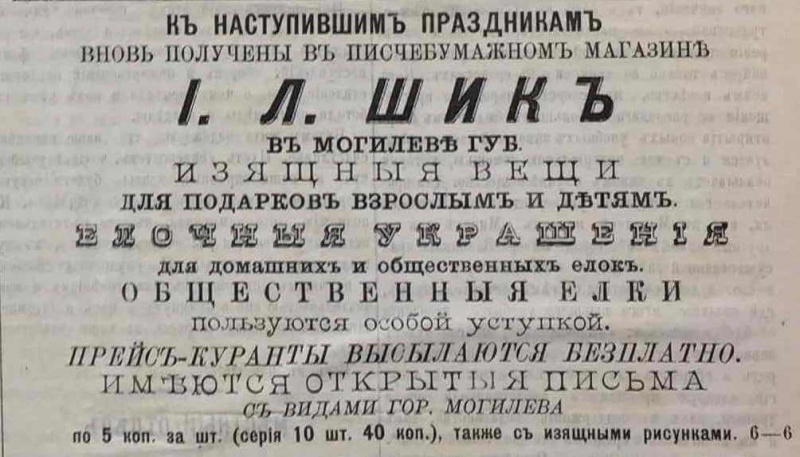 КЪ НАСТУПИВШИМЪ ПРАЗДНИКАМЪ
ВНОВЬ ПОЛУЧЕНЫ ВЪ ПИСЧЕБУМАЖНОМЪ МАГАЗИНѢ
І. Л. ШИКЪ
ВЪ МОГИЛЕВѢ ГУБ.
ИЗЯЩНЫЯ ВЕЩИ
ДЛЯ ПОДАРКОВЪ ВЗРОСЛЫМЪ И ДѢТЯМЪ.
ЕЛОЧНЫЯ УКРАШЕНІЯ
для домашнихъ и общественныхъ елокъ.
ОБЩЕСТВЕННЫЯ ЕЛКИ
пользуются особой уступкой.
ПРЕЙСЪ-КУРАНТЫ ВЫСЫЛАЮТСЯ БЕЗПЛАТНО.
ИМѢЮТСЯ ОТКРЫТЫЯ ПИСЬМА
СЪ ВИДАМИ ГОР. МОГИЛЕВА
по 5 коп. за шт. (серія 10 шт. 40 коп.), также съ изящными рисунками. 6—6